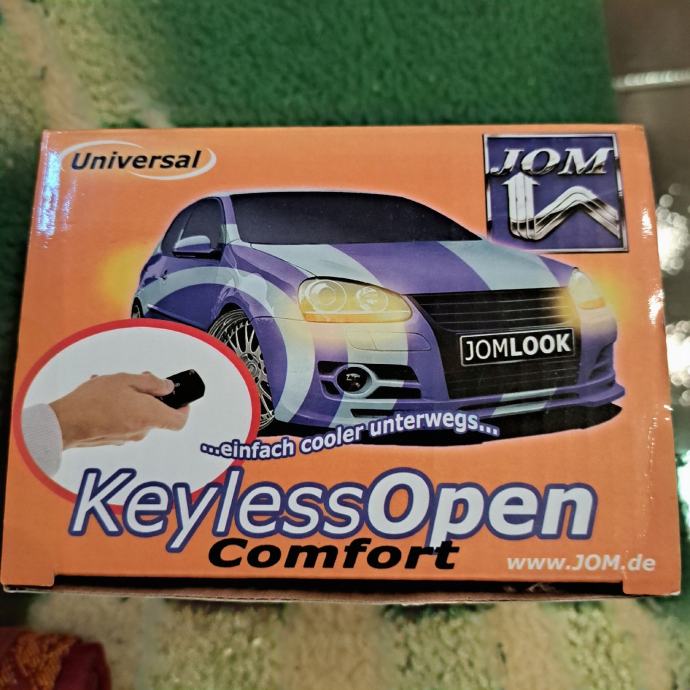 Universal
JOM
JOMLOOK
...einfach cooler unterwegs...
KeylessOpen
Comfort
www.JOM.de